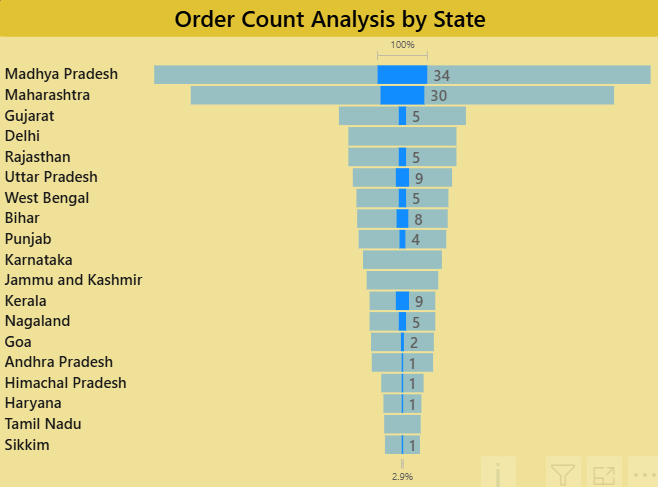 Order Count Analysis by State
100%
Madhya Pradesh 34
Maharashtra 30
Gujarat 5
Delhi
Rajasthan 5
Uttar Pradesh 9
West Bengal 5
Bihar 8
Punjab 4
Karnataka
Jammu and Kashmir
Kerala 9
Nagaland 5
Goa 2
Andhra Pradesh 1
Himachal Pradesh 1
Haryana 1
Tamil Nadu
Sikkim 1
2.9%